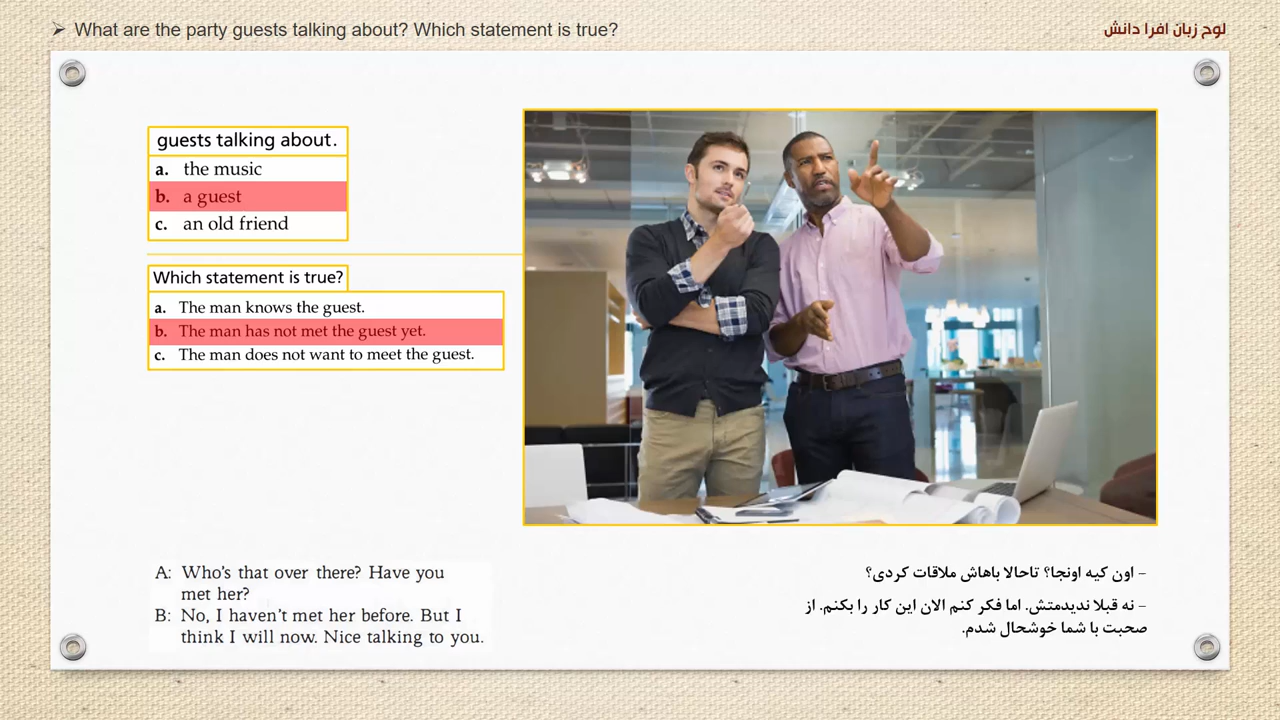 ➢ What are the party guests talking about? Which statement is true?
لوح زبان افرا دانش
guests talking about.
a. the music
b. a guest
c. an old friend
Which statement is true?
a. The man knows the guest.
b. The man has not met the guest yet.
c. The man does not want to meet the guest.
A: Who's that over there? Have you
met her?
B: No, I haven't met her before. But I
think I will now. Nice talking to you.
- اون کیه اونجا؟ تاحالا باهاش ملاقات کردی؟
- نه قبلا ندیدمتش. اما فکر کنم الان این کار را بکنم. از
صحبت با شما خوشحال شدم.